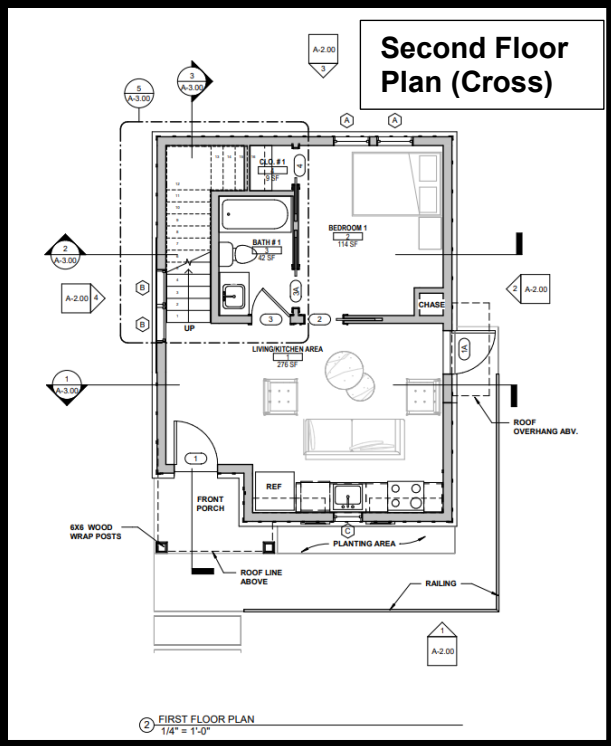 Second Floor
Plan (Cross)
A-2.00
3
3
A-3.00
5
A-3.00
A
A
CLO. # 1
9 SF
4
BEDROOM 1
2
114 SF
BATH # 1
3
42 SF
2
A-3.00
A-2.00
4
B
B
2
A-2.00
3A
CHASE
UP
3
2
LIVING/KITCHEN AREA
1
276 SF
1A
1
A-3.00
ROOF
OVERHANG ABV.
1
REF
FRONT
PORCH
6X6 WOOD
WRAP POSTS
C
PLANTING AREA
ROOF LINE
ABOVE
RAILING
1
A-2.00
2
FIRST FLOOR PLAN
1/4" = 1'-0"